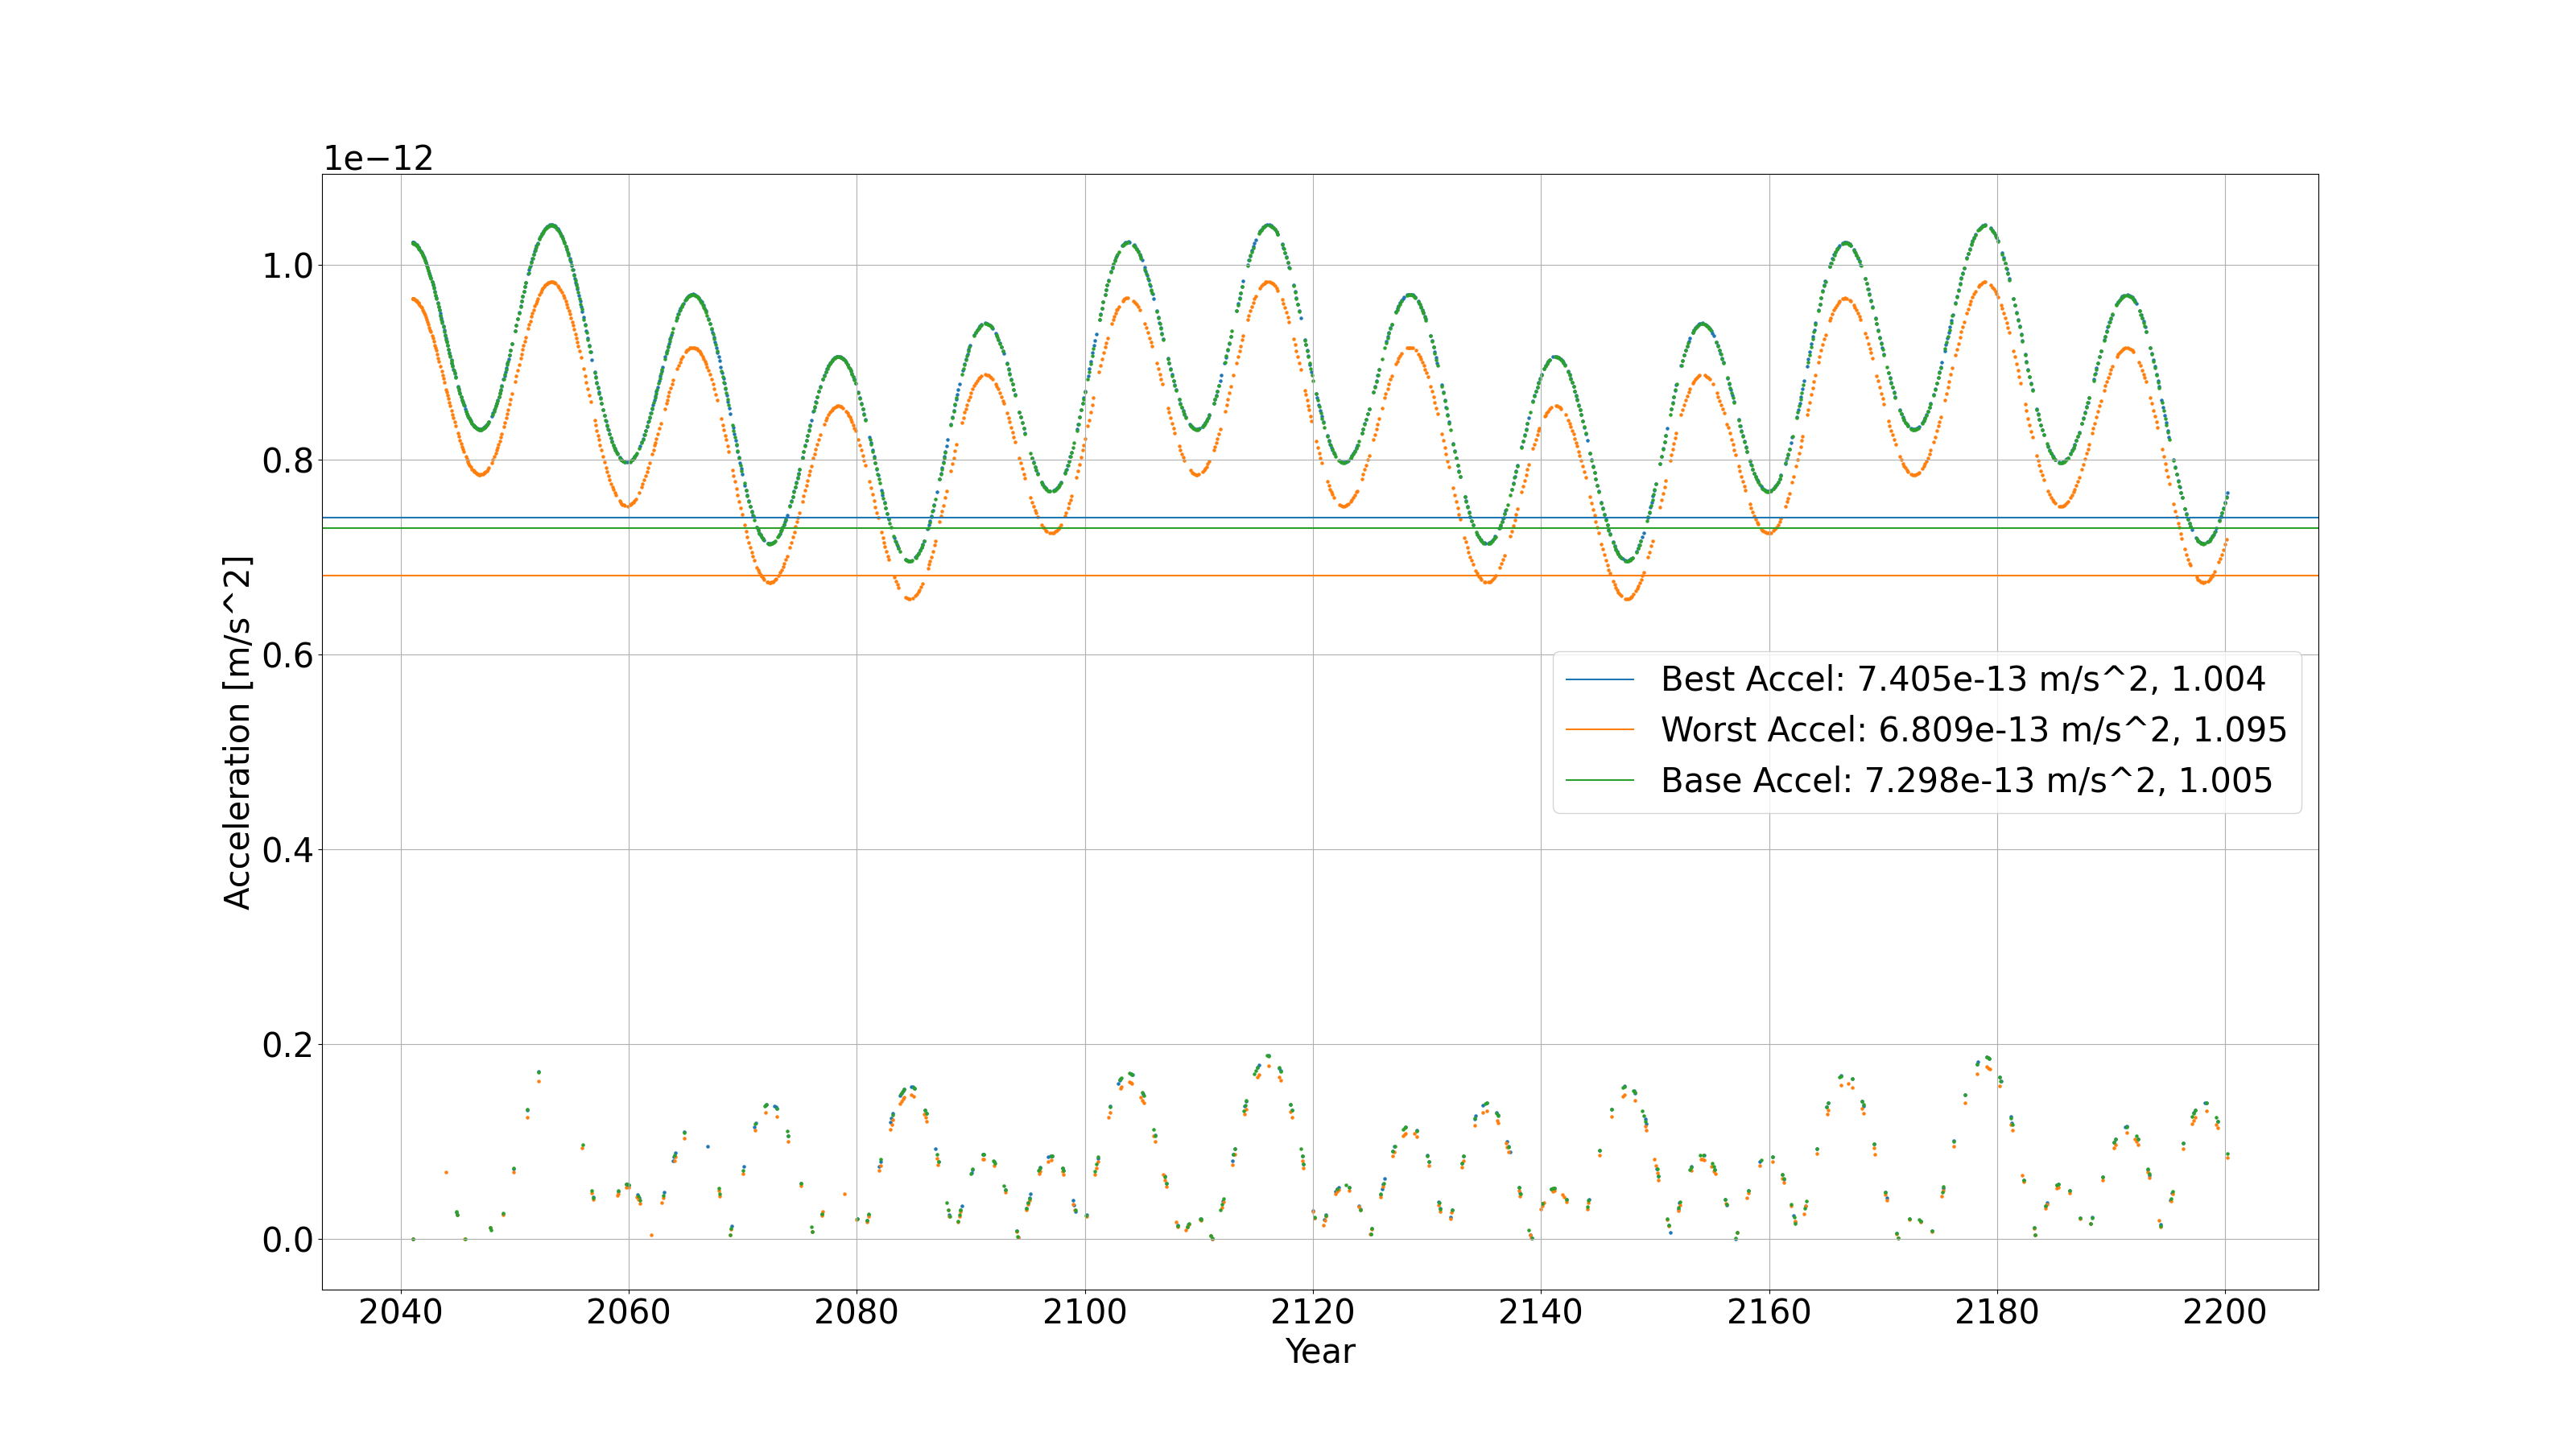 1e−12
1.0
0.8
0.6
0.4
0.2
0.0
Acceleration [m/s^2]
Best Accel: 7.405e-13 m/s^2, 1.004
Worst Accel: 6.809e-13 m/s^2, 1.095
Base Accel: 7.298e-13 m/s^2, 1.005
2040 2060 2080 2100 2120 2140 2160 2180 2200
Year